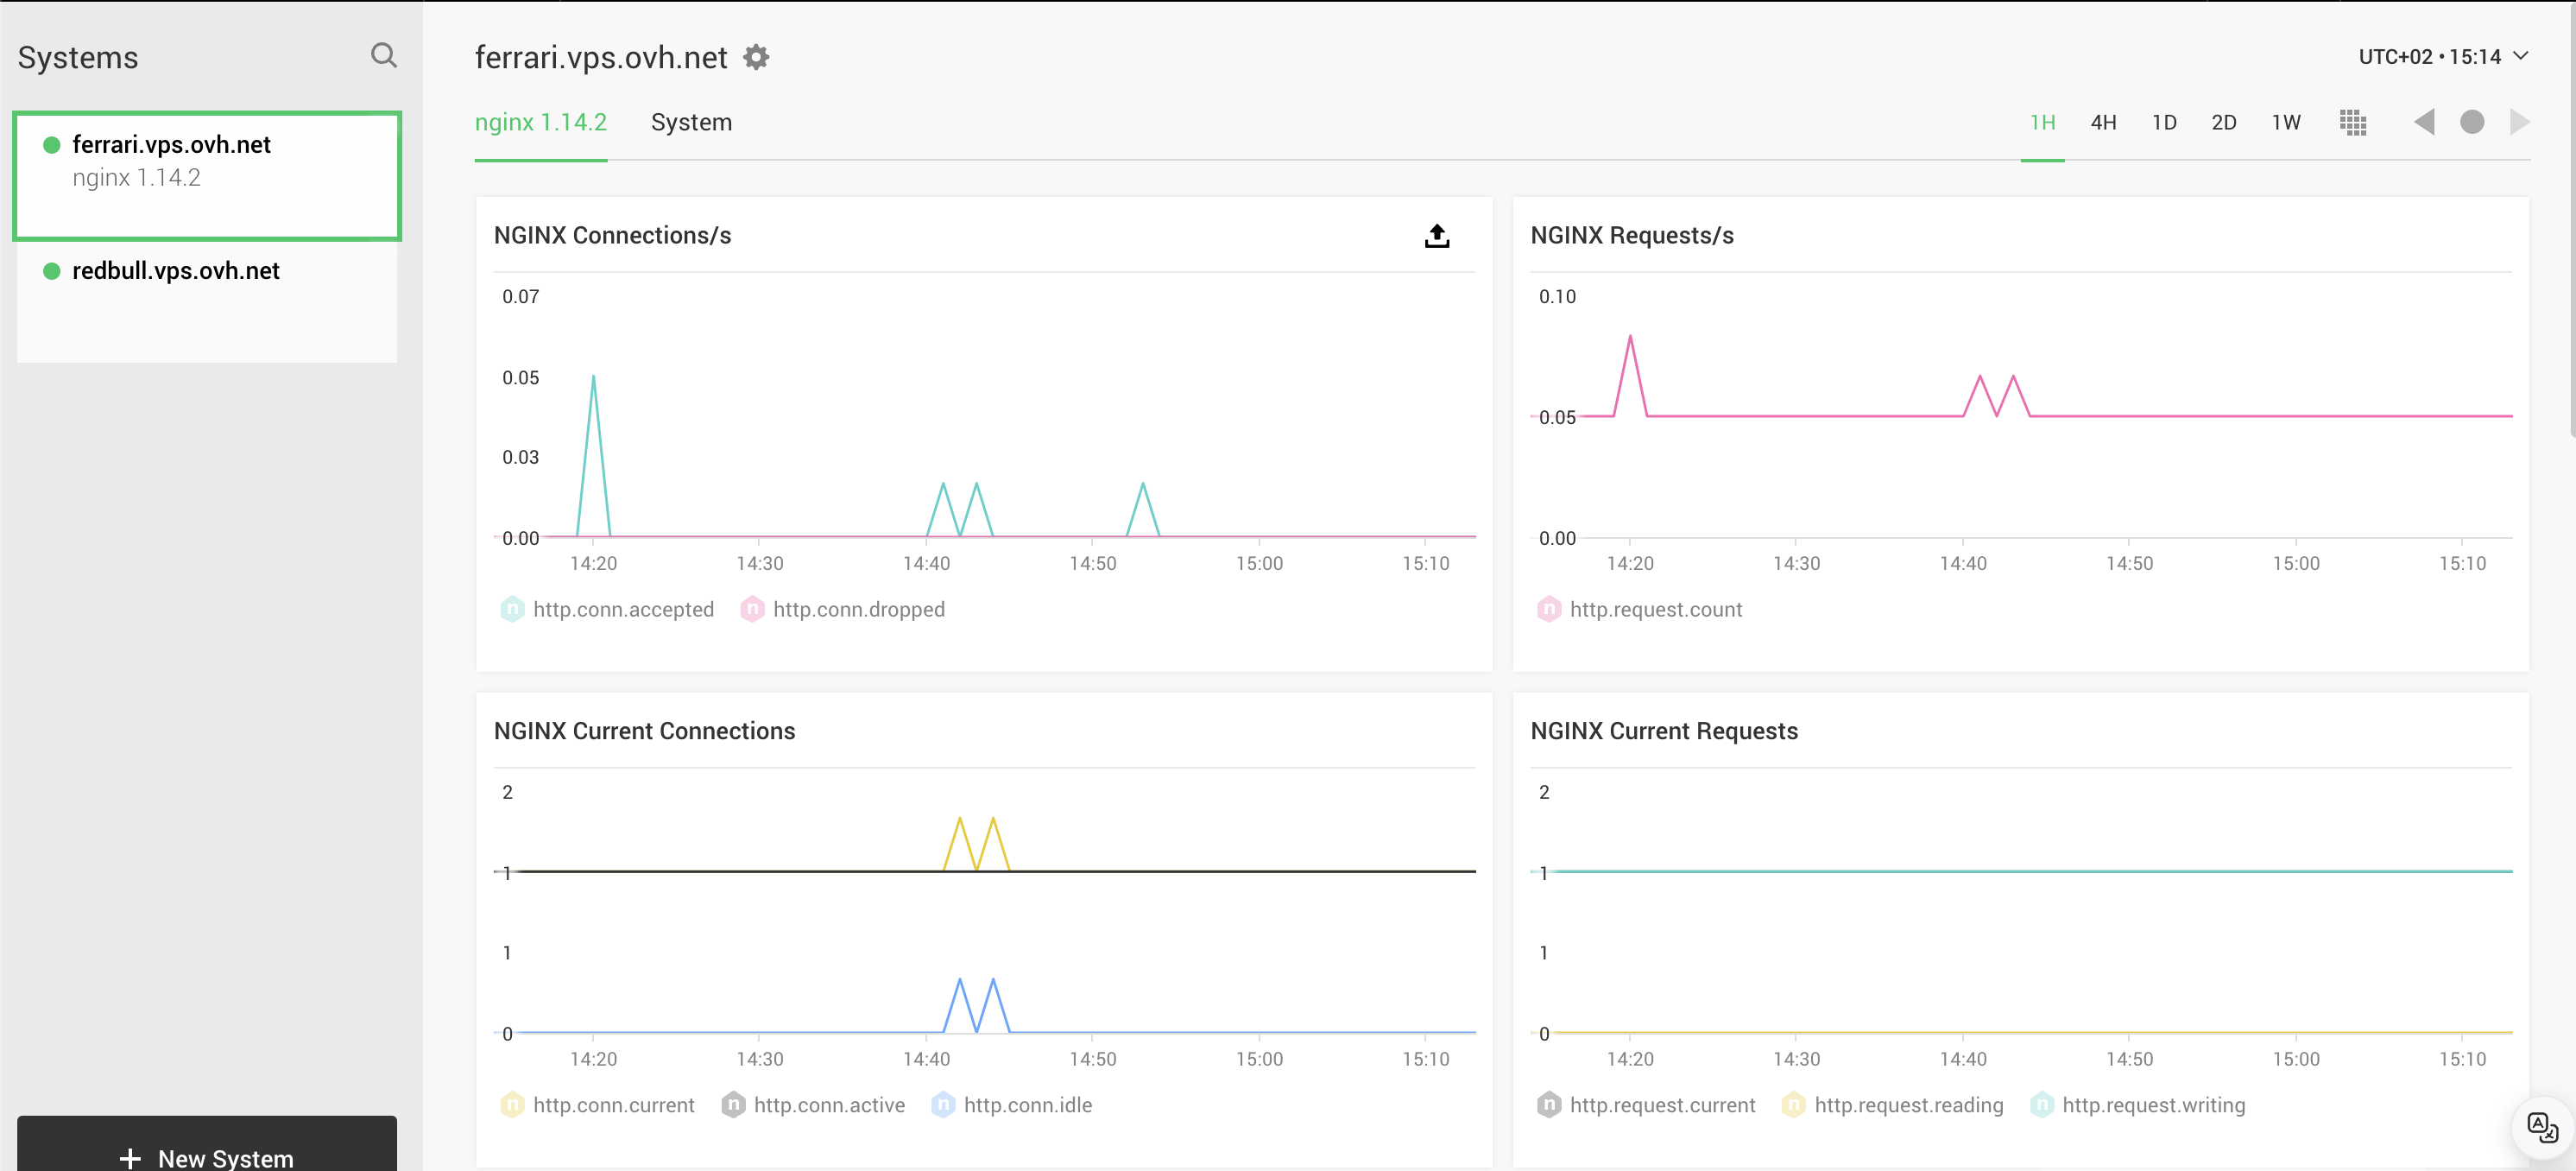 Systems
ferrari.vps.ovh.net
nginx 1.14.2
redbull.vps.ovh.net
+ New System
ferrari.vps.ovh.net
UTC+02 • 15:14
nginx 1.14.2 System
1H 4H 1D 2D 1W
NGINX Connections/s
0.07
0.05
0.03
0.00
14:20 14:30 14:40 14:50 15:00 15:10
n http.conn.accepted n http.conn.dropped
NGINX Requests/s
0.10
0.05
0.00
14:20 14:30 14:40 14:50 15:00 15:10
n http.request.count
NGINX Current Connections
2
1
1
0
14:20 14:30 14:40 14:50 15:00 15:10
n http.conn.current n http.conn.active n http.conn.idle
NGINX Current Requests
2
1
1
0
14:20 14:30 14:40 14:50 15:00 15:10
n http.request.current n http.request.reading n http.request.writing